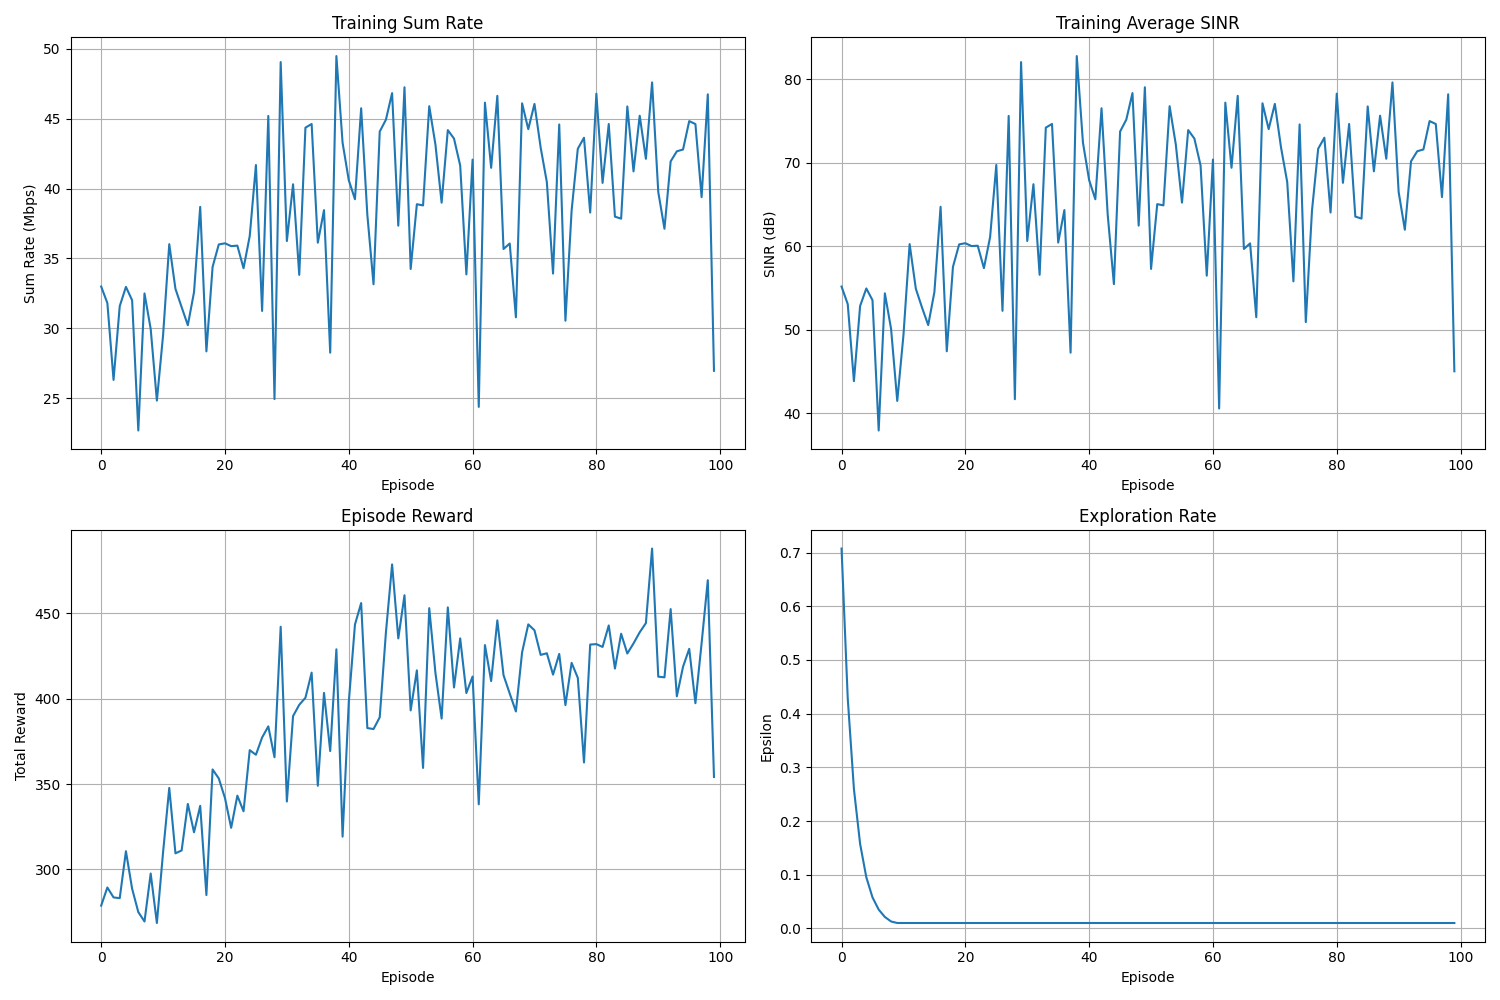 Training Sum Rate
Sum Rate (Mbps)
50
45
40
35
30
25
0 20 40 60 80 100
Episode
Training Average SINR
SINR (dB)
80
70
60
50
40
0 20 40 60 80 100
Episode
Episode Reward
Total Reward
450
400
350
300
0 20 40 60 80 100
Episode
Exploration Rate
Epsilon
0.7
0.6
0.5
0.4
0.3
0.2
0.1
0.0
0 20 40 60 80 100
Episode